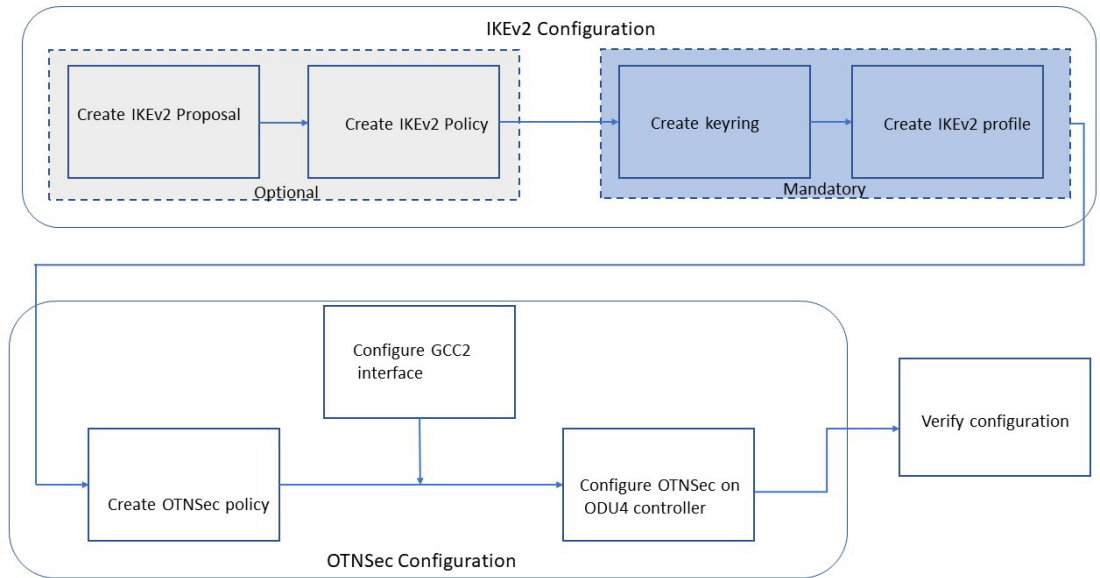 IKEv2 Configuration
Create IKEv2 Proposal
Create IKEv2 Policy
Optional
Create keyring
Create IKEv2 profile
Mandatory
Configure GCC2
interface
Create OTNSec policy
Configure OTNSec on
ODU4 controller
Verify configuration
OTNSec Configuration